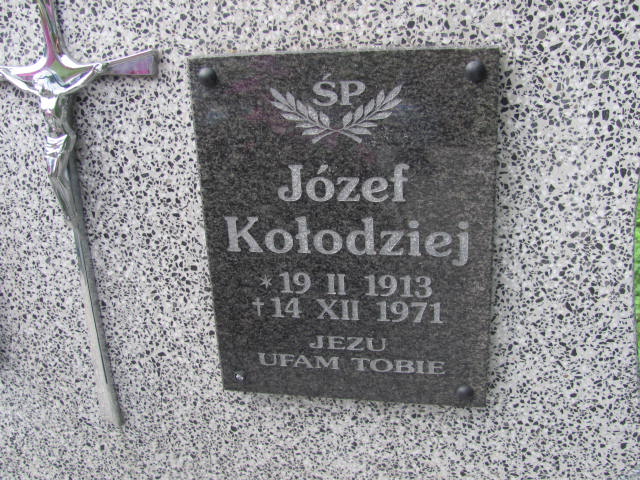 ŚP
Józef
Kołodziej
* 19 II 1913
† 14 XII 1971
JEZU
UFAM TOBIE